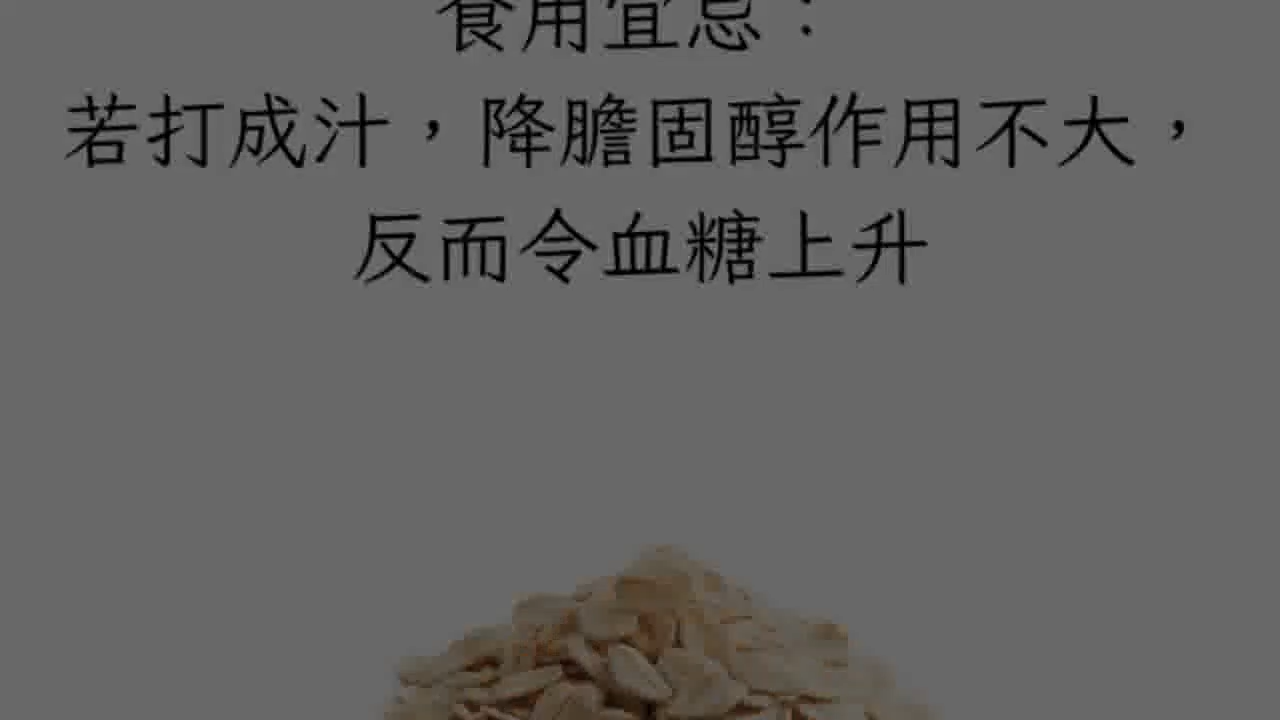 食用宜忌：
若打成汁，降膽固醇作用不大，
反而令血糖上升